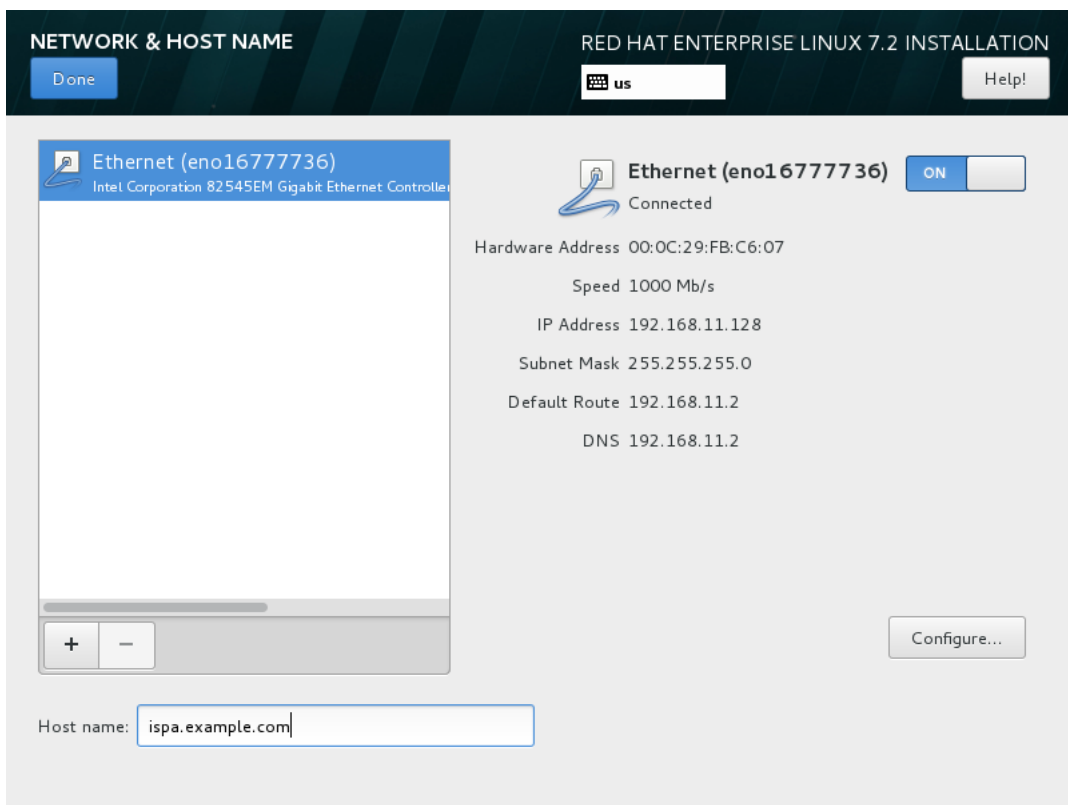 NETWORK & HOST NAME
RED HAT ENTERPRISE LINUX 7.2 INSTALLATION
Done
us
Help!
Ethernet (eno16777736)
Intel Corporation 82545EM Gigabit Ethernet Controller
Ethernet (eno16777736)
ON
Connected
Hardware Address 00:0C:29:FB:C6:07
Speed 1000 Mb/s
IP Address 192.168.11.128
Subnet Mask 255.255.255.0
Default Route 192.168.11.2
DNS 192.168.11.2
+ −
Configure...
Host name: ispa.example.com